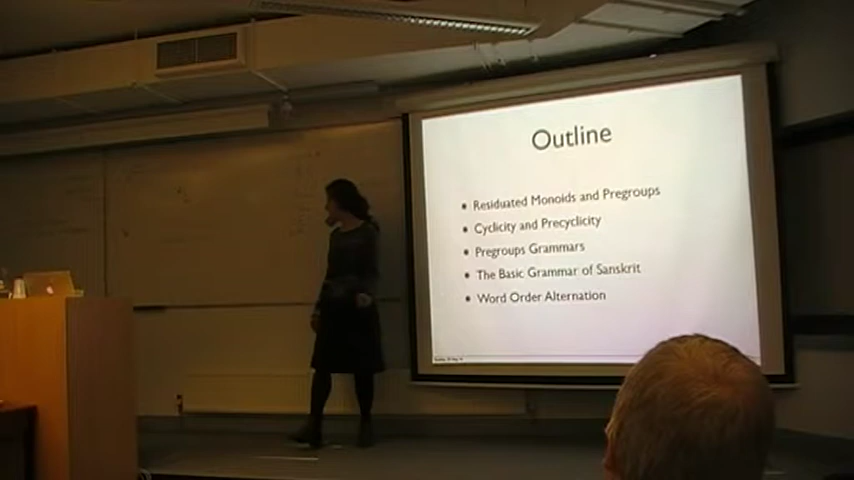 Outline
• Residuated Monoids and Pregroups
• Cyclicity and Precyclicity
• Pregroups Grammars
• The Basic Grammar of Sanskrit
• Word Order Alternation